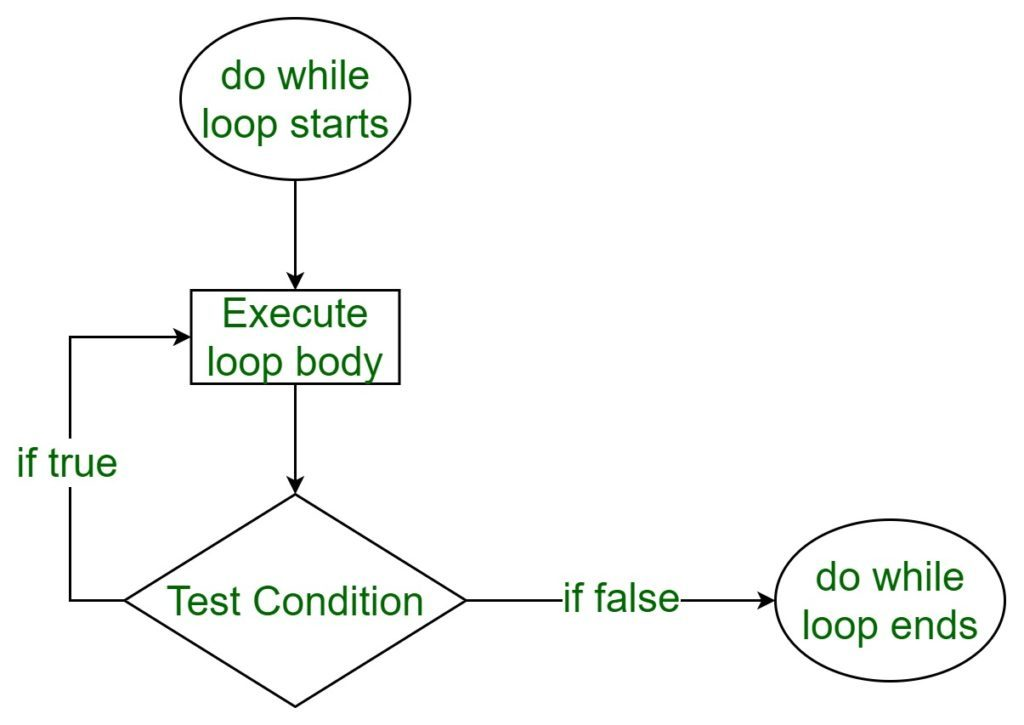 do while
loop starts
Execute
loop body
if true
Test Condition
if false
do while
loop ends